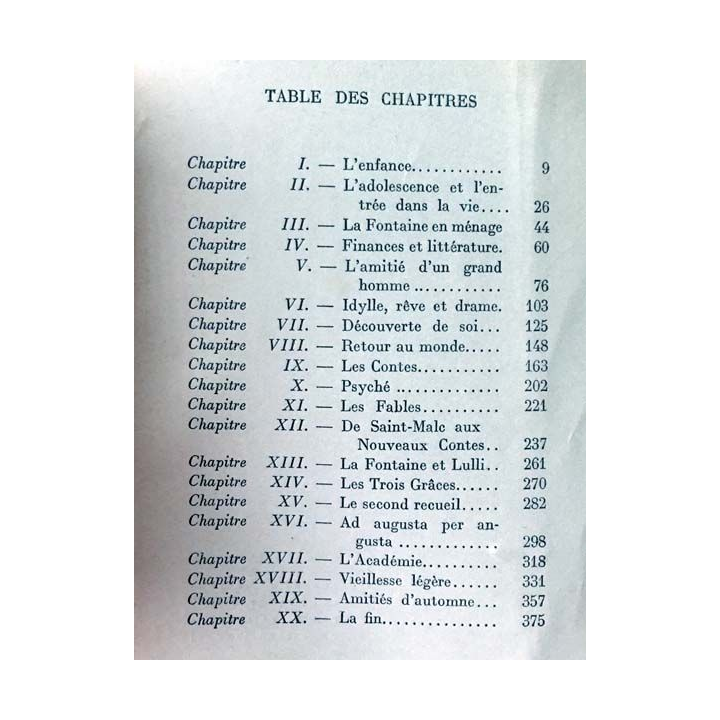 TABLE DES CHAPITRES
Chapitre I. — L'enfance............ 9
Chapitre II. — L'adolescence et l'en-
trée dans la vie.... 26
Chapitre III. — La Fontaine en ménage 44
Chapitre IV. — Finances et littérature. 60
Chapitre V. — L'amitié d'un grand
homme ............ 76
Chapitre VI. — Idylle, rêve et drame. 103
Chapitre VII. — Découverte de soi... 125
Chapitre VIII. — Retour au monde..... 148
Chapitre IX. — Les Contes........... 163
Chapitre X. — Psyché .............. 202
Chapitre XI. — Les Fables.......... 221
Chapitre XII. — De Saint-Malc aux
Nouveaux Contes.. 237
Chapitre XIII. — La Fontaine et Lulli.. 261
Chapitre XIV. — Les Trois Grâces...... 270
Chapitre XV. — Le second recueil..... 282
Chapitre XVI. — Ad augusta per an-
gusta ............. 298
Chapitre XVII. — L'Académie.......... 318
Chapitre XVIII. — Vieillesse légère...... 331
Chapitre XIX. — Amitiés d'automne... 357
Chapitre XX. — La fin............... 375